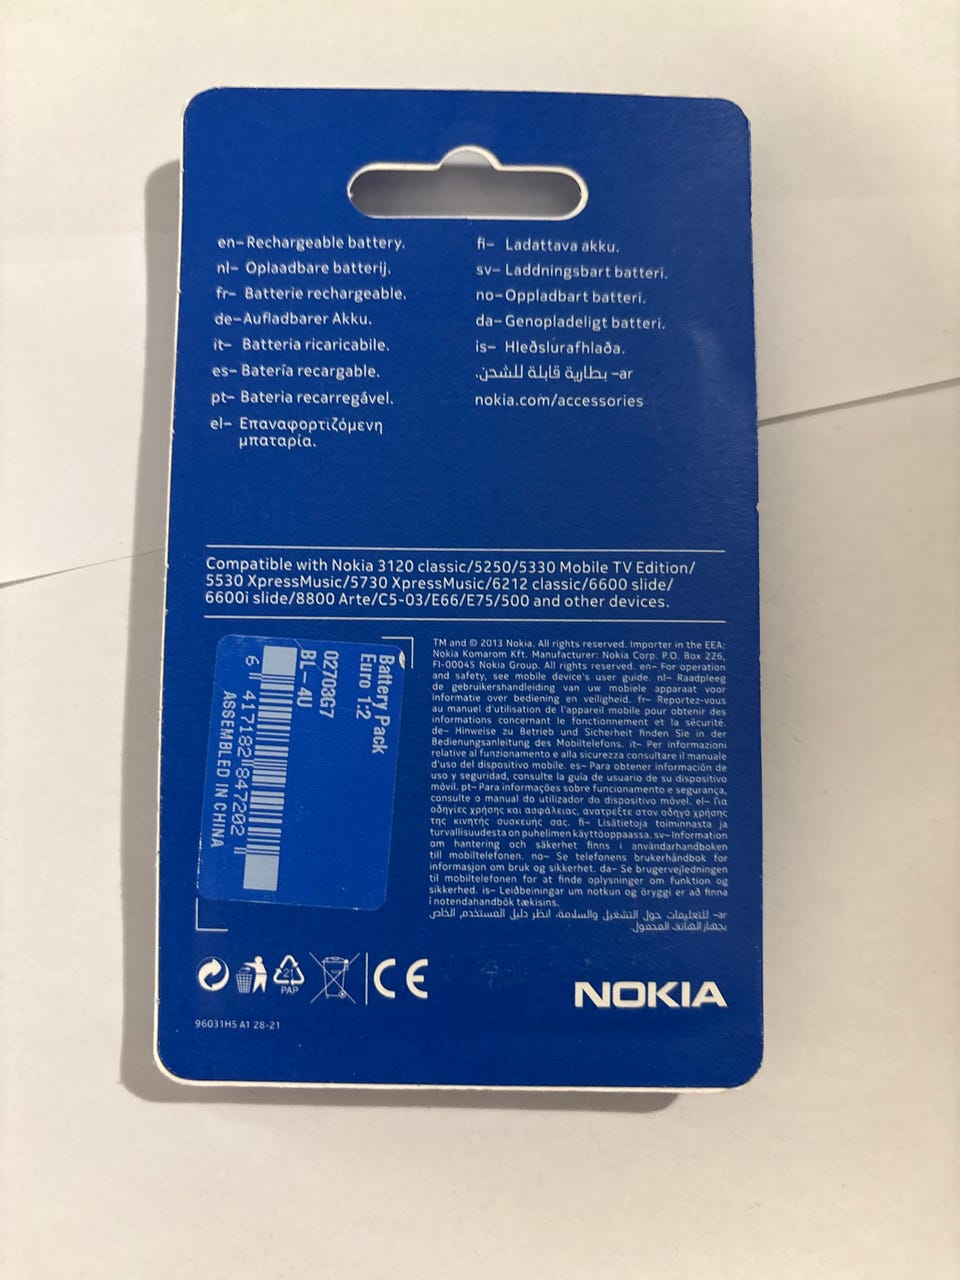 en– Rechargeable battery.
nl– Oplaadbare batterij.
fr– Batterie rechargeable.
de– Aufladbarer Akku.
it– Batteria ricaricabile.
es– Batería recargable.
pt– Bateria recarregável.
el– Επαναφορτιζόμενη
μπαταρία.
fi– Ladattava akku.
sv– Laddningsbart batteri.
no– Oppladbart batteri.
da– Genopladeligt batteri.
is– Hleðslurafhlaða.
ar– بطارية قابلة للشحن.
nokia.com/accessories
Compatible with Nokia 3120 classic/5250/5330 Mobile TV Edition/
5530 XpressMusic/5730 XpressMusic/6212 classic/6600 slide/
6600i slide/8800 Arte/C5-03/E66/E75/500 and other devices.
Battery Pack
Euro 1:2
02703G7
BL-4U
6 417182 847202
ASSEMBLED IN CHINA
TM and © 2013 Nokia. All rights reserved. Importer in the EEA:
Nokia Komarom Kft. Manufacturer: Nokia Corp. P.O. Box 226,
FI-00045 Nokia Group. All rights reserved. en– For operation
and safety, see mobile device's user guide. nl– Raadpleeg
de gebruikershandleiding van uw mobiele apparaat voor
informatie over bediening en veiligheid. fr– Reportez-vous
au manuel d'utilisation de l'appareil mobile pour obtenir des
informations concernant le fonctionnement et la sécurité.
de– Hinweise zu Betrieb und Sicherheit finden Sie in der
Bedienungsanleitung des Mobiltelefons. it– Per informazioni
relative al funzionamento e alla sicurezza consultare il manuale
d'uso del dispositivo mobile. es– Para obtener información de
uso y seguridad, consulte la guía de usuario de su dispositivo
móvil. pt– Para informações sobre funcionamento e segurança,
consulte o manual do utilizador do dispositivo móvel. el– Για
οδηγίες χρήσης και ασφάλειας, ανατρέξτε στον οδηγό χρήσης
της κινητής συσκευής σας. fi– Lisätietoja toiminnasta ja
turvallisuudesta on puhelimen käyttöoppaassa. sv– Information
om hantering och säkerhet finns i användarhandboken
till mobiltelefonen. no– Se telefonens brukerhåndbok for
informasjon om bruk og sikkerhet. da– Se brugervejledningen
til mobiltelefonen for at finde oplysninger om funktion og
sikkerhed. is– Leiðbeiningar um notkun og öryggi er að finna
í notendahandbók tækisins.
ar– للتعليمات حول التشغيل والسلامة، انظر دليل المستخدم الخاص
بجهاز الهاتف المحمول.
21
PAP
CE
NOKIA
96031H5 A1 28-21